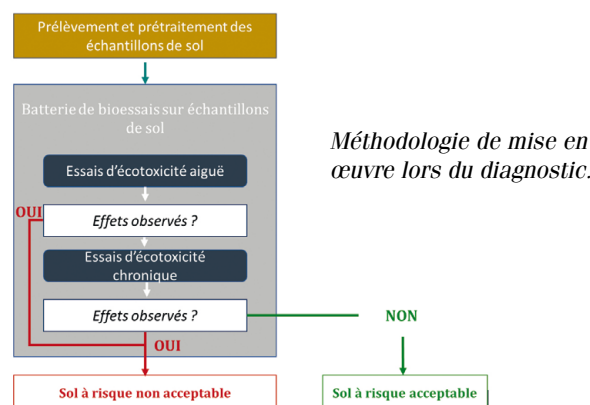 Prélèvement et prétraitement des
échantillons de sol
Batterie de bioessais sur échantillons
de sol
Essais d'écotoxicité aiguë
OUI
Effets observés ?
Essais d'écotoxicité
chronique
Effets observés ?
NON
OUI
Sol à risque non acceptable
Sol à risque acceptable
Méthodologie de mise en
œuvre lors du diagnostic.